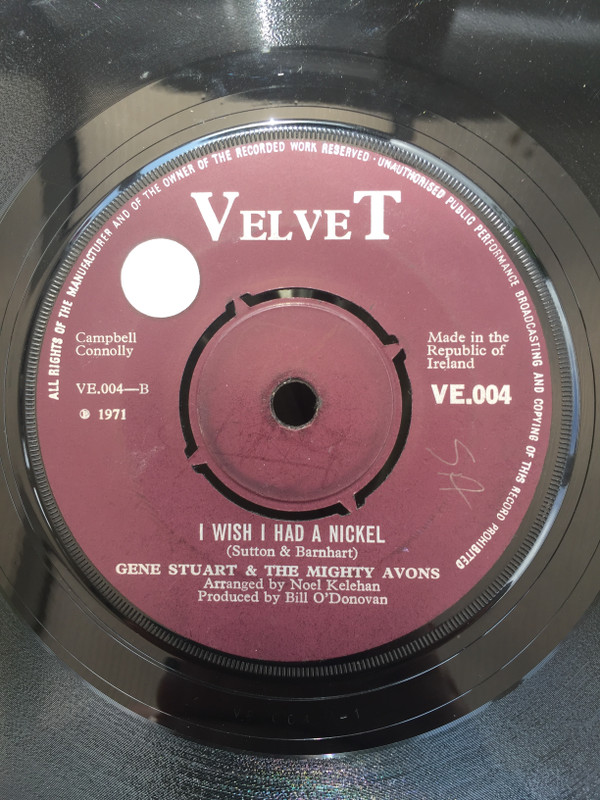 ALL RIGHTS OF THE MANUFACTURER AND OF THE OWNER OF THE RECORDED WORK RESERVED · UNAUTHORISED PUBLIC PERFORMANCE BROADCASTING AND COPYING OF THIS RECORD PROHIBITED
VELVET
Campbell
Connolly
VE.004—B
℗ 1971
Made in the
Republic of
Ireland
VE.004
I WISH I HAD A NICKEL
(Sutton & Barnhart)
GENE STUART & THE MIGHTY AVONS
Arranged by Noel Kelehan
Produced by Bill O'Donovan